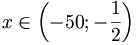 x ∈ (−50; −1/2)